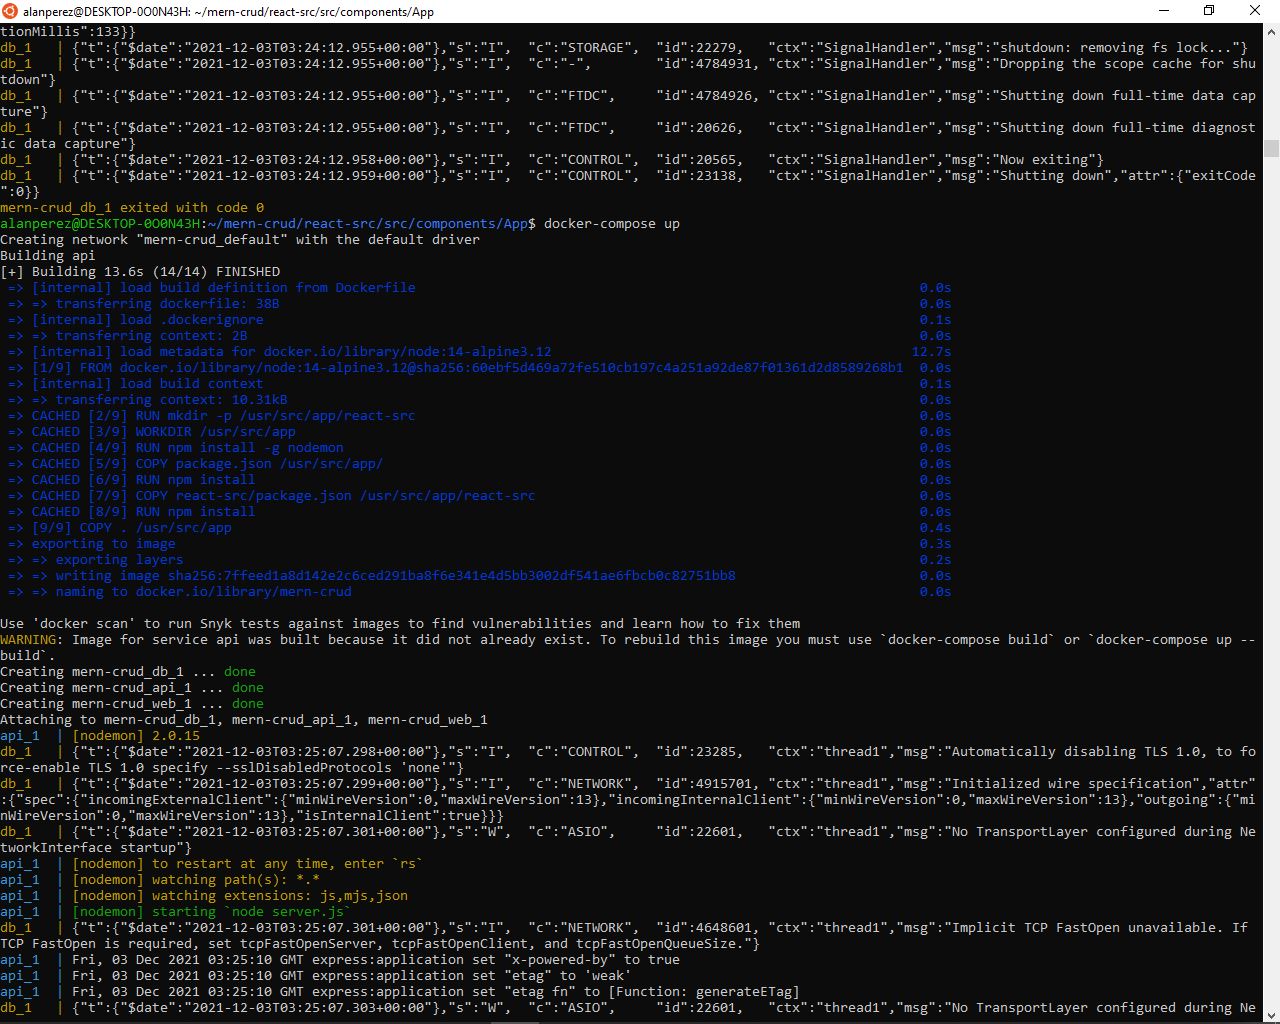 alanperez@DESKTOP-0O0N43H: ~/mern-crud/react-src/src/components/App
tionMillis":133}}
db_1   | {"t":{"$date":"2021-12-03T03:24:12.955+00:00"},"s":"I",  "c":"STORAGE",  "id":22279,   "ctx":"SignalHandler","msg":"shutdown: removing fs lock..."}
db_1   | {"t":{"$date":"2021-12-03T03:24:12.955+00:00"},"s":"I",  "c":"-",        "id":4784931, "ctx":"SignalHandler","msg":"Dropping the scope cache for shu
tdown"}
db_1   | {"t":{"$date":"2021-12-03T03:24:12.955+00:00"},"s":"I",  "c":"FTDC",     "id":4784926, "ctx":"SignalHandler","msg":"Shutting down full-time data cap
ture"}
db_1   | {"t":{"$date":"2021-12-03T03:24:12.955+00:00"},"s":"I",  "c":"FTDC",     "id":20626,   "ctx":"SignalHandler","msg":"Shutting down full-time diagnost
ic data capture"}
db_1   | {"t":{"$date":"2021-12-03T03:24:12.958+00:00"},"s":"I",  "c":"CONTROL",  "id":20565,   "ctx":"SignalHandler","msg":"Now exiting"}
db_1   | {"t":{"$date":"2021-12-03T03:24:12.959+00:00"},"s":"I",  "c":"CONTROL",  "id":23138,   "ctx":"SignalHandler","msg":"Shutting down","attr":{"exitCode
":0}}
mern-crud_db_1 exited with code 0
alanperez@DESKTOP-0O0N43H:~/mern-crud/react-src/src/components/App$ docker-compose up
Creating network "mern-crud_default" with the default driver
Building api
[+] Building 13.6s (14/14) FINISHED
=> [internal] load build definition from Dockerfile 0.0s
=> => transferring dockerfile: 38B 0.0s
=> [internal] load .dockerignore 0.1s
=> => transferring context: 2B 0.0s
=> [internal] load metadata for docker.io/library/node:14-alpine3.12 12.7s
=> [1/9] FROM docker.io/library/node:14-alpine3.12@sha256:60ebf5d469a72fe510cb197c4a251a92de87f01361d2d8589268b1 0.0s
=> [internal] load build context 0.1s
=> => transferring context: 10.31kB 0.0s
=> CACHED [2/9] RUN mkdir -p /usr/src/app/react-src 0.0s
=> CACHED [3/9] WORKDIR /usr/src/app 0.0s
=> CACHED [4/9] RUN npm install -g nodemon 0.0s
=> CACHED [5/9] COPY package.json /usr/src/app/ 0.0s
=> CACHED [6/9] RUN npm install 0.0s
=> CACHED [7/9] COPY react-src/package.json /usr/src/app/react-src 0.0s
=> CACHED [8/9] RUN npm install 0.0s
=> [9/9] COPY . /usr/src/app 0.4s
=> exporting to image 0.3s
=> => exporting layers 0.2s
=> => writing image sha256:7ffeed1a8d142e2c6ced291ba8f6e341e4d5bb3002df541ae6fbcb0c82751bb8 0.0s
=> => naming to docker.io/library/mern-crud 0.0s
Use 'docker scan' to run Snyk tests against images to find vulnerabilities and learn how to fix them
WARNING: Image for service api was built because it did not already exist. To rebuild this image you must use `docker-compose build` or `docker-compose up --
build`.
Creating mern-crud_db_1 ... done
Creating mern-crud_api_1 ... done
Creating mern-crud_web_1 ... done
Attaching to mern-crud_db_1, mern-crud_api_1, mern-crud_web_1
api_1  | [nodemon] 2.0.15
db_1   | {"t":{"$date":"2021-12-03T03:25:07.298+00:00"},"s":"I",  "c":"CONTROL",  "id":23285,   "ctx":"thread1","msg":"Automatically disabling TLS 1.0, to fo
rce-enable TLS 1.0 specify --sslDisabledProtocols 'none'"}
db_1   | {"t":{"$date":"2021-12-03T03:25:07.299+00:00"},"s":"I",  "c":"NETWORK",  "id":4915701, "ctx":"thread1","msg":"Initialized wire specification","attr"
:{"spec":{"incomingExternalClient":{"minWireVersion":0,"maxWireVersion":13},"incomingInternalClient":{"minWireVersion":0,"maxWireVersion":13},"outgoing":{"mi
nWireVersion":0,"maxWireVersion":13},"isInternalClient":true}}}
db_1   | {"t":{"$date":"2021-12-03T03:25:07.301+00:00"},"s":"W",  "c":"ASIO",     "id":22601,   "ctx":"thread1","msg":"No TransportLayer configured during Ne
tworkInterface startup"}
api_1  | [nodemon] to restart at any time, enter `rs`
api_1  | [nodemon] watching path(s): *.*
api_1  | [nodemon] watching extensions: js,mjs,json
api_1  | [nodemon] starting `node server.js`
db_1   | {"t":{"$date":"2021-12-03T03:25:07.301+00:00"},"s":"I",  "c":"NETWORK",  "id":4648601, "ctx":"thread1","msg":"Implicit TCP FastOpen unavailable. If
TCP FastOpen is required, set tcpFastOpenServer, tcpFastOpenClient, and tcpFastOpenQueueSize."}
api_1  | Fri, 03 Dec 2021 03:25:10 GMT express:application set "x-powered-by" to true
api_1  | Fri, 03 Dec 2021 03:25:10 GMT express:application set "etag" to 'weak'
api_1  | Fri, 03 Dec 2021 03:25:10 GMT express:application set "etag fn" to [Function: generateETag]
db_1   | {"t":{"$date":"2021-12-03T03:25:07.303+00:00"},"s":"W",  "c":"ASIO",     "id":22601,   "ctx":"thread1","msg":"No TransportLayer configured during Ne